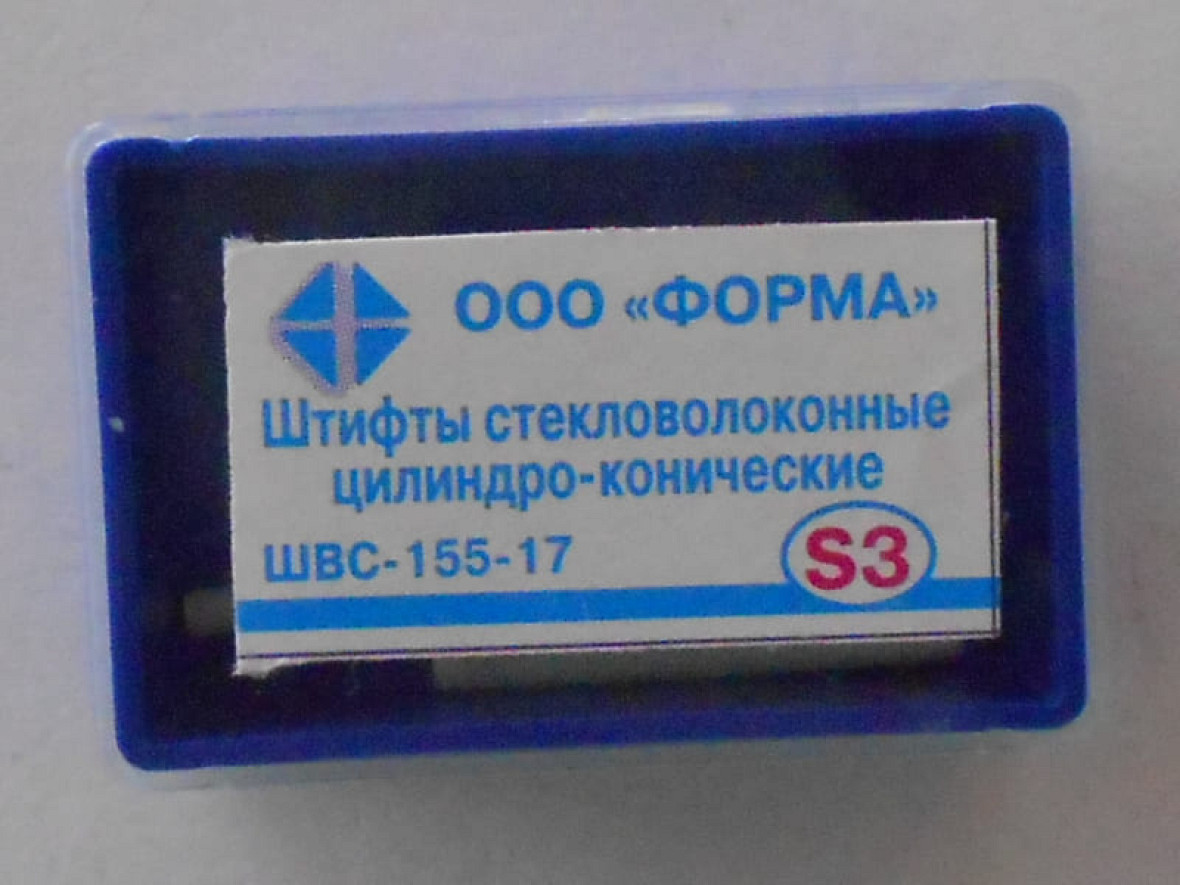 ООО «ФОРМА»
Штифты стекловолоконные
цилиндро-конические
ШВС-155-17
S3